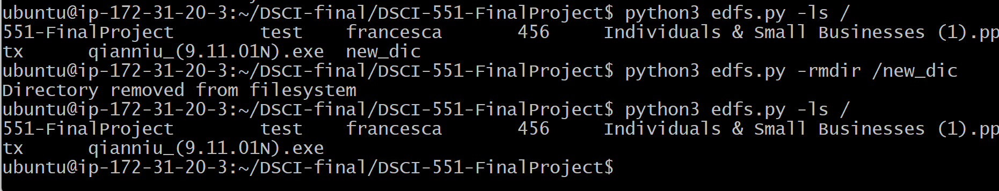 ubuntu@ip-172-31-20-3:~/DSCI-final/DSCI-551-FinalProject$ python3 edfs.py -ls /
551-FinalProject        test    francesca       456     Individuals & Small Businesses (1).pp
tx      qianniu_(9.11.01N).exe  new_dic
ubuntu@ip-172-31-20-3:~/DSCI-final/DSCI-551-FinalProject$ python3 edfs.py -rmdir /new_dic
Directory removed from filesystem
ubuntu@ip-172-31-20-3:~/DSCI-final/DSCI-551-FinalProject$ python3 edfs.py -ls /
551-FinalProject        test    francesca       456     Individuals & Small Businesses (1).pp
tx      qianniu_(9.11.01N).exe
ubuntu@ip-172-31-20-3:~/DSCI-final/DSCI-551-FinalProject$